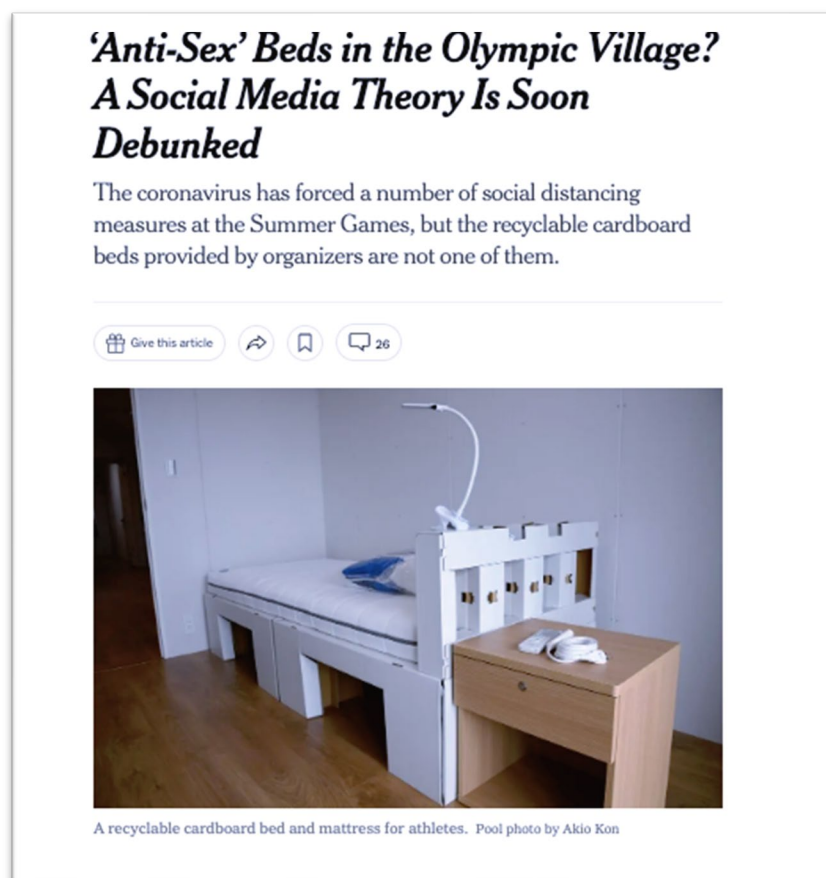 ‘Anti-Sex’ Beds in the Olympic Village?
A Social Media Theory Is Soon
Debunked
The coronavirus has forced a number of social distancing
measures at the Summer Games, but the recyclable cardboard
beds provided by organizers are not one of them.
Give this article
26
A recyclable cardboard bed and mattress for athletes. Pool photo by Akio Kon